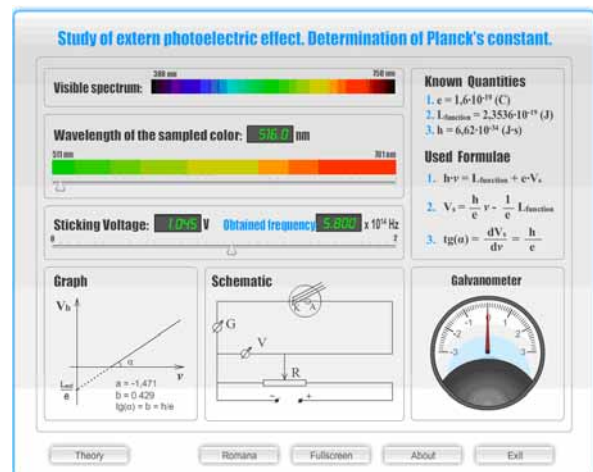 Study of extern photoelectric effect. Determination of Planck's constant.
380 nm 750 nm
Visible spectrum:
Wavelength of the sampled color: 516.0 nm
511 nm 781 nm
Sticking Voltage: 1.045 V Obtained frequency: 5.800 x 10¹⁴ Hz
0 2
Known Quantities
1. e = 1,6·10⁻¹⁹ (C)
2. Lfunction = 2,3536·10⁻¹⁹ (J)
3. h = 6,62·10⁻³⁴ (J·s)
Used Formulae
1. h·ν = Lfunction + e·Vs
2. Vs = h/e ν - 1/e Lfunction
3. tg(α) = dVs/dν = h/e
Graph
Vh
α
ν
e
a = -1,471
b = 0.429
tg(α) = b = h/e
Schematic
K A
G
V
R
- +
Galvanometer
-3 -2 -1 0 1 2 3
Theory Romana Fullscreen About Exit